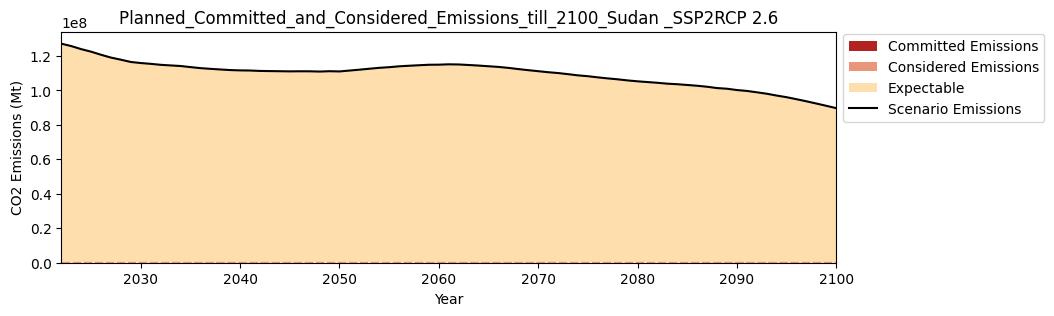 Planned_Committed_and_Considered_Emissions_till_2100_Sudan _SSP2RCP 2.6
1e8
1.2
1.0
0.8
0.6
0.4
0.2
0.0
CO2 Emissions (Mt)
2030 2040 2050 2060 2070 2080 2090 2100
Year
Committed Emissions
Considered Emissions
Expectable
Scenario Emissions